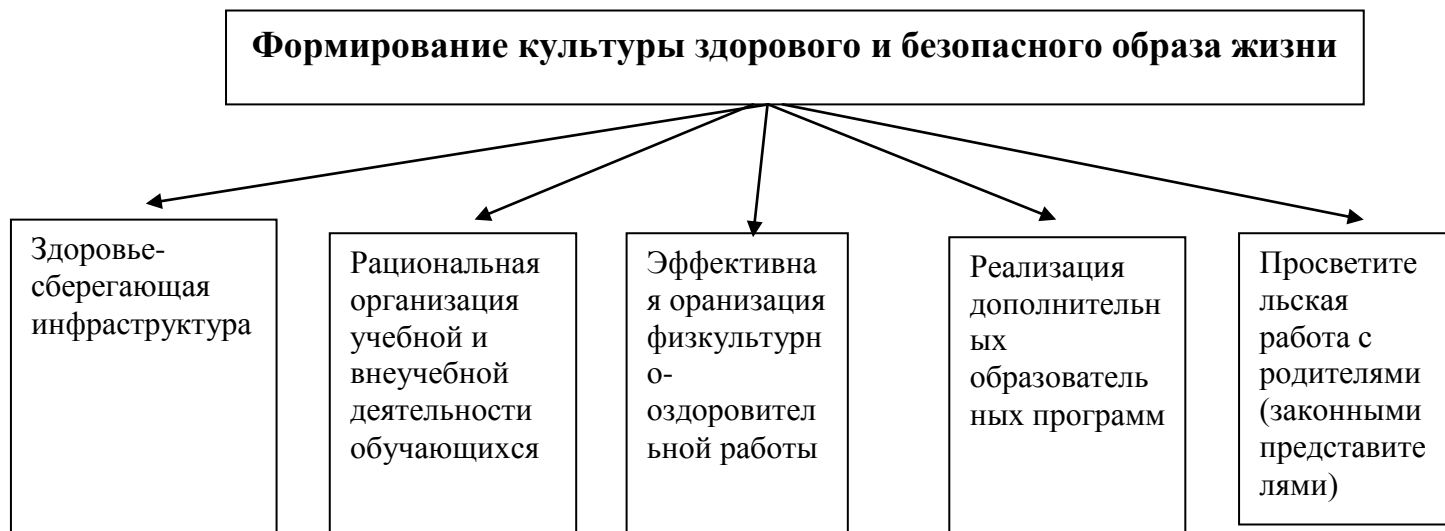 Формирование культуры здорового и безопасного образа жизни
Здоровье-
сберегающая
инфраструктура
Рациональная
организация
учебной и
внеучебной
деятельности
обучающихся
Эффективна
я оранизация
физкультурн
о-
оздоровител
ьной работы
Реализация
дополнительн
ых
образователь
ных программ
Просветите
льская
работа с
родителями
(законными
представите
лями)